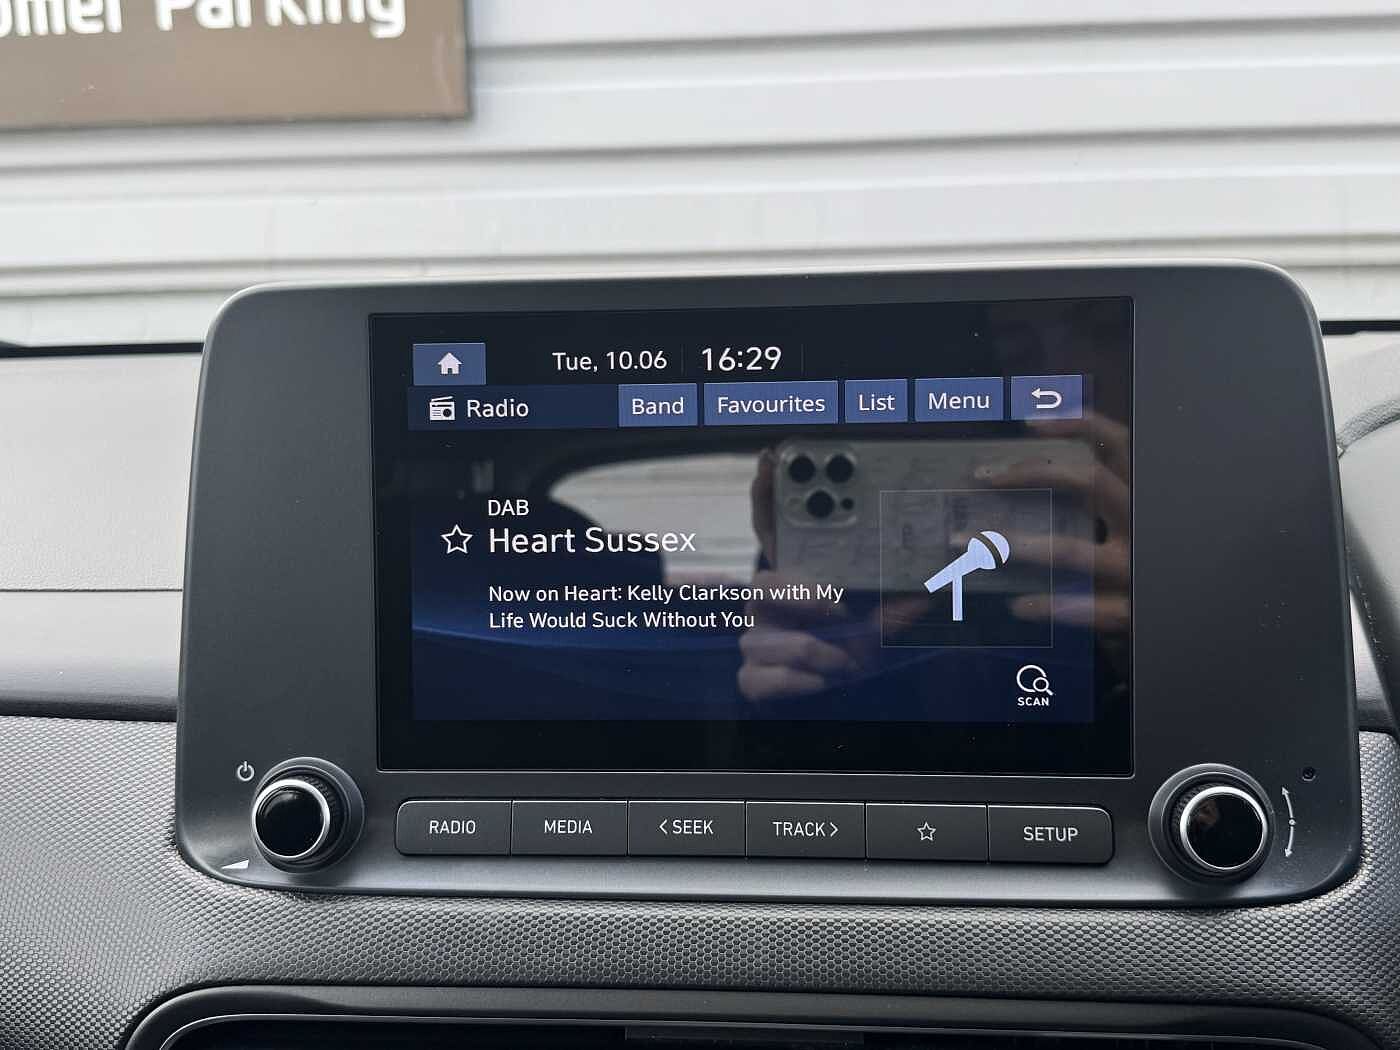 omer Parking
Tue, 10.06 16:29
Radio Band Favourites List Menu
DAB
Heart Sussex
Now on Heart: Kelly Clarkson with My
Life Would Suck Without You
SCAN
RADIO MEDIA <SEEK TRACK> SETUP